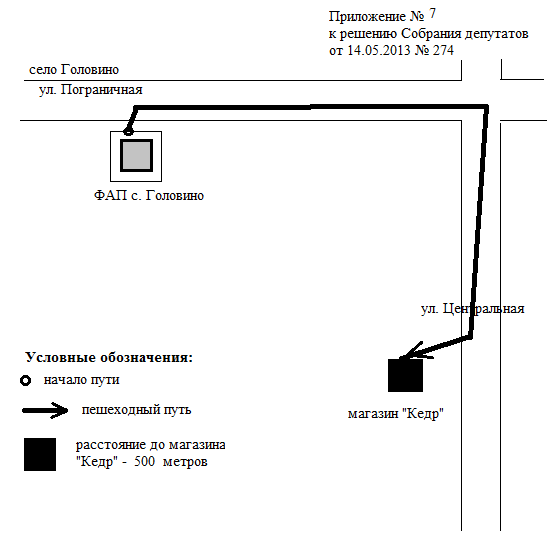 Приложение № 7
к решению Собрания депутатов
от 14.05.2013 № 274
село Головино
ул. Пограничная
ФАП с. Головино
ул. Центральная
магазин "Кедр"
Условные обозначения:
начало пути
пешеходный путь
расстояние до магазина
"Кедр" - 500 метров